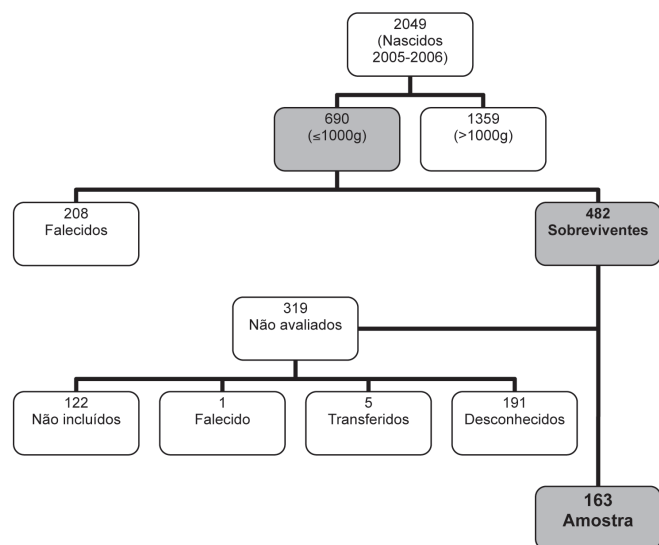 2049
(Nascidos
2005-2006)
690
(≤1000g)
1359
(>1000g)
208
Falecidos
482
Sobreviventes
319
Não avaliados
122
Não incluídos
1
Falecido
5
Transferidos
191
Desconhecidos
163
Amostra